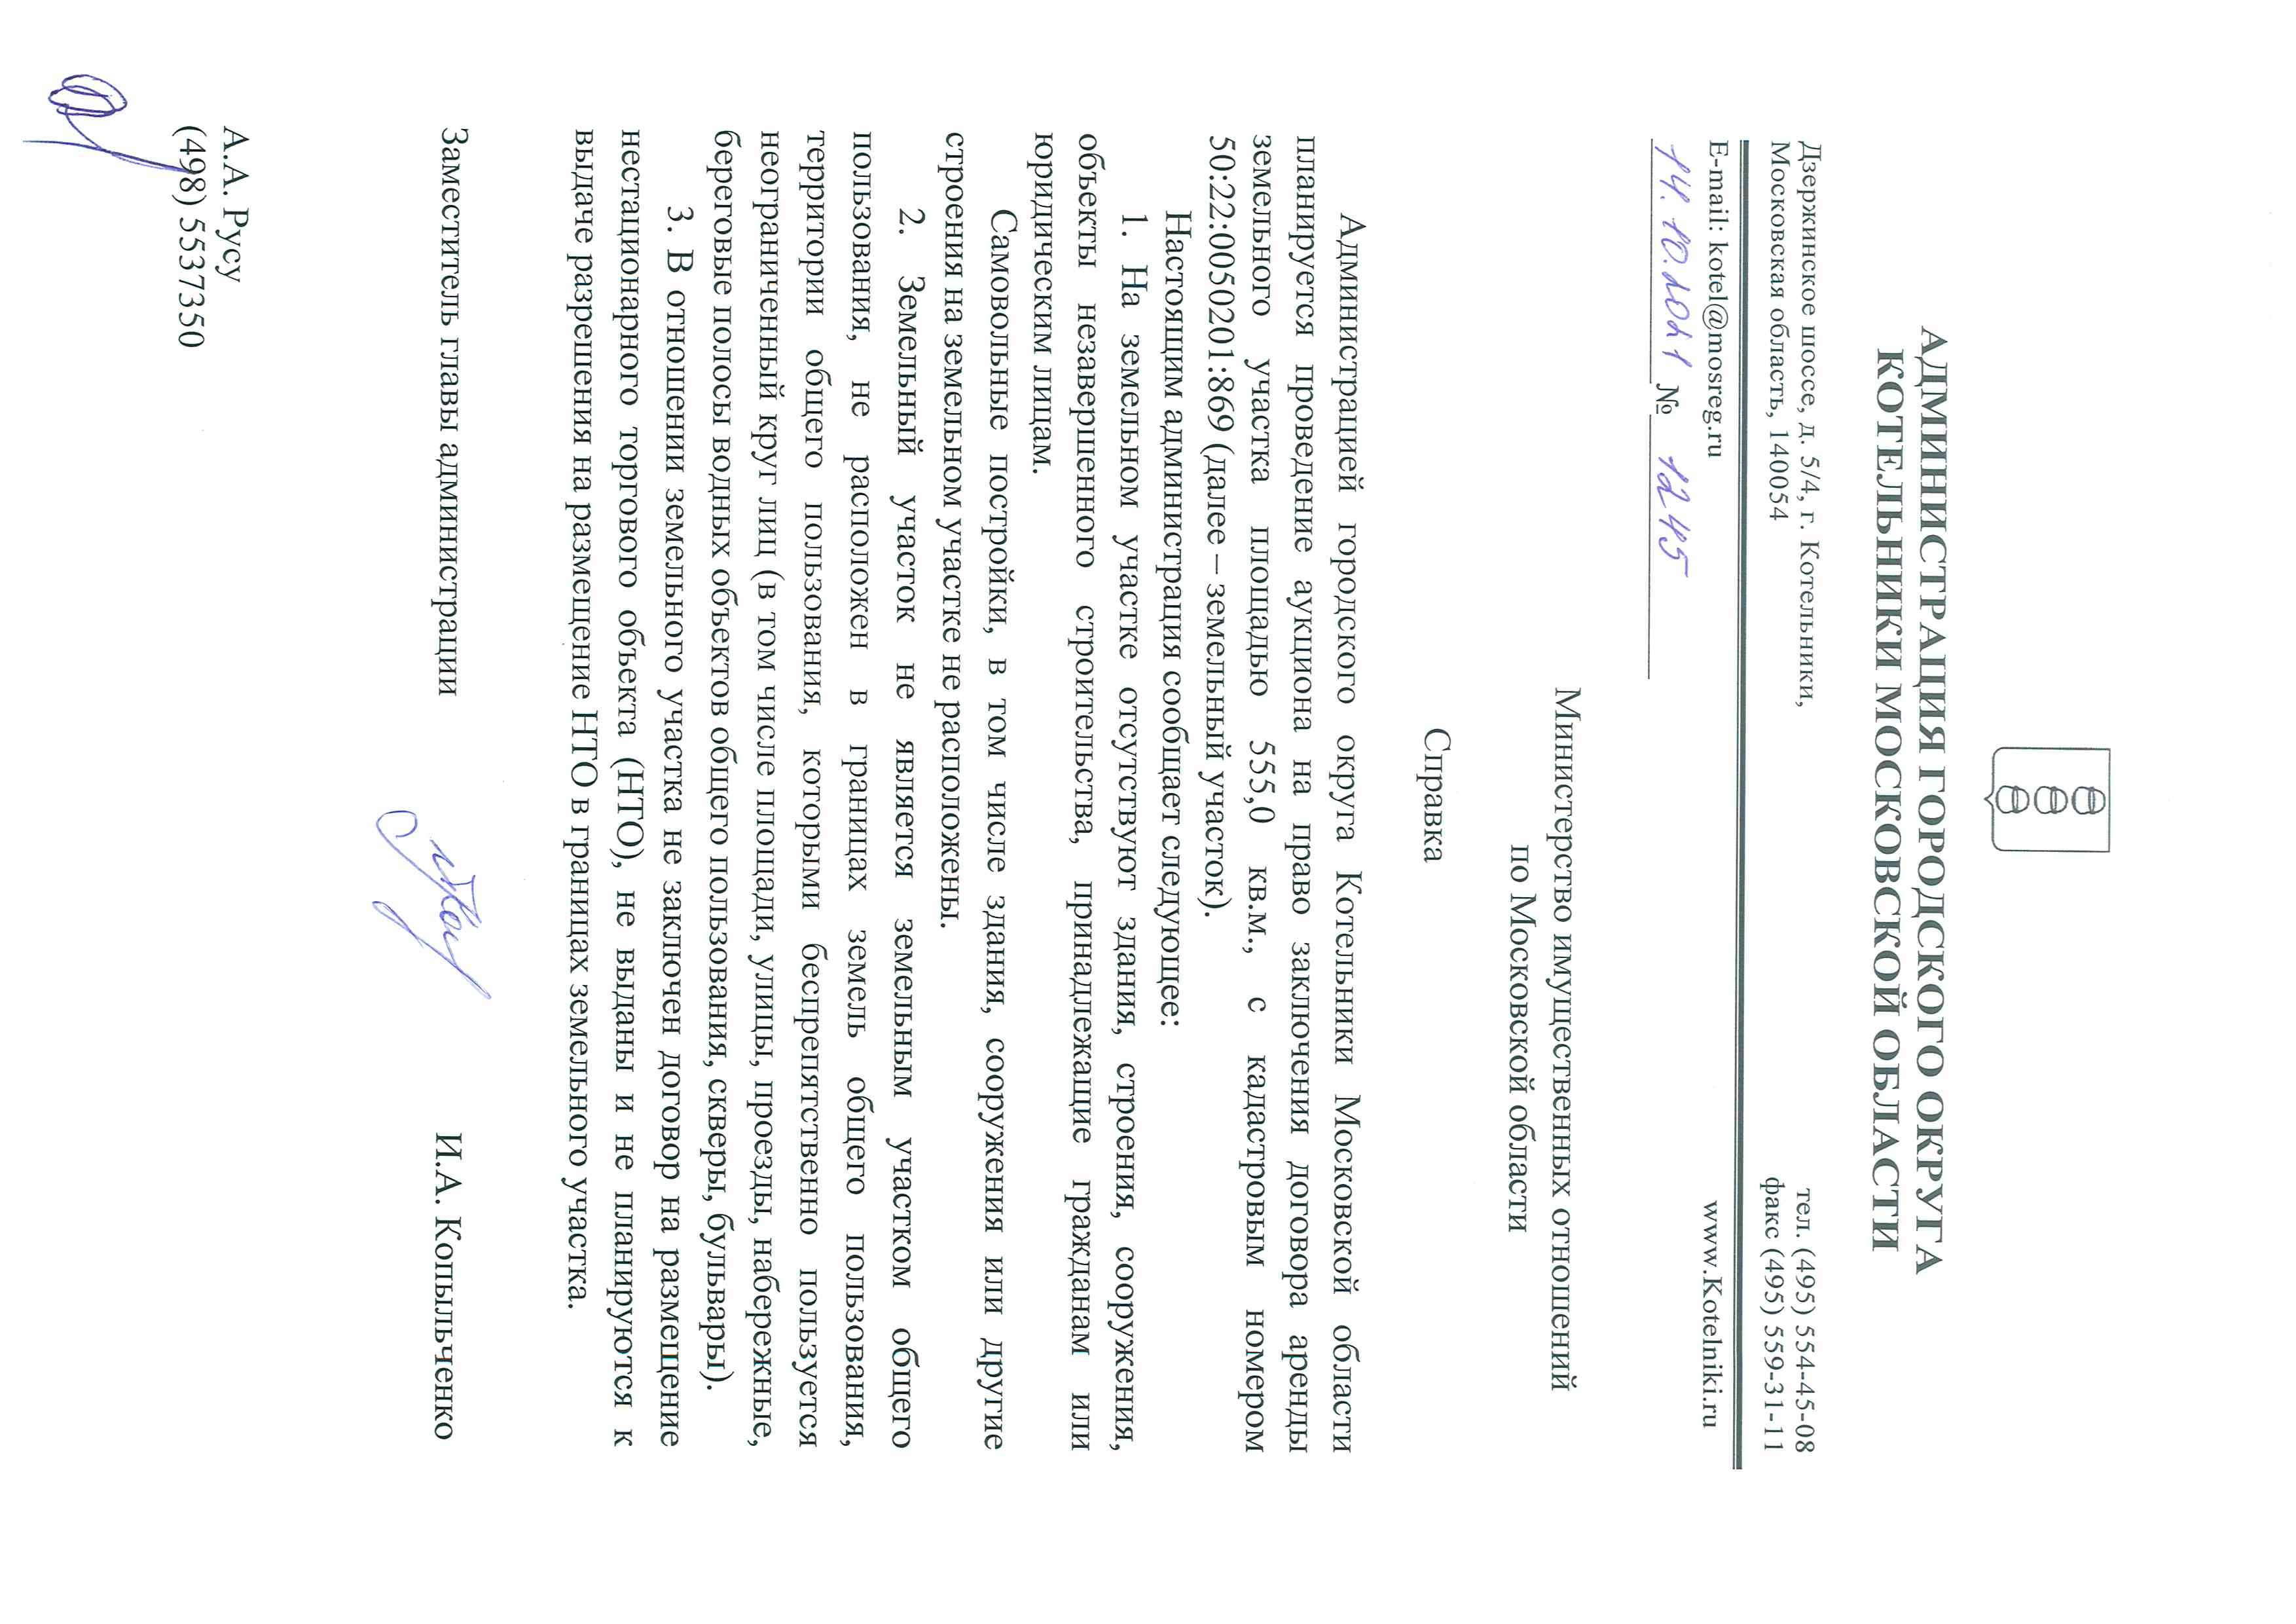 АДМИНИСТРАЦИЯ ГОРОДСКОГО ОКРУГА
КОТЕЛЬНИКИ МОСКОВСКОЙ ОБЛАСТИ
Дзержинское шоссе, д. 5/4, г. Котельники, тел. (495) 554-45-08
Московская область, 140054 факс (495) 559-31-11
E-mail: kotel@mosreg.ru www.Kotelniki.ru
14.10.2021 № 1245
Министерство имущественных отношений
по Московской области
Справка
Администрацией городского округа Котельники Московской области
планируется проведение аукциона на право заключения договора аренды
земельного участка площадью 555,0 кв.м., с кадастровым номером
50:22:0050201:869 (далее – земельный участок).
Настоящим администрация сообщает следующее:
1. На земельном участке отсутствуют здания, строения, сооружения,
объекты незавершенного строительства, принадлежащие гражданам или
юридическим лицам.
Самовольные постройки, в том числе здания, сооружения или другие
строения на земельном участке не расположены.
2. Земельный участок не является земельным участком общего
пользования, не расположен в границах земель общего пользования,
территории общего пользования, которыми беспрепятственно пользуется
неограниченный круг лиц (в том числе площади, улицы, проезды, набережные,
береговые полосы водных объектов общего пользования, скверы, бульвары).
3. В отношении земельного участка не заключен договор на размещение
нестационарного торгового объекта (НТО), не выданы и не планируются к
выдаче разрешения на размещение НТО в границах земельного участка.
Заместитель главы администрации И.А. Копыльченко
А.А. Русу
(498) 5537350